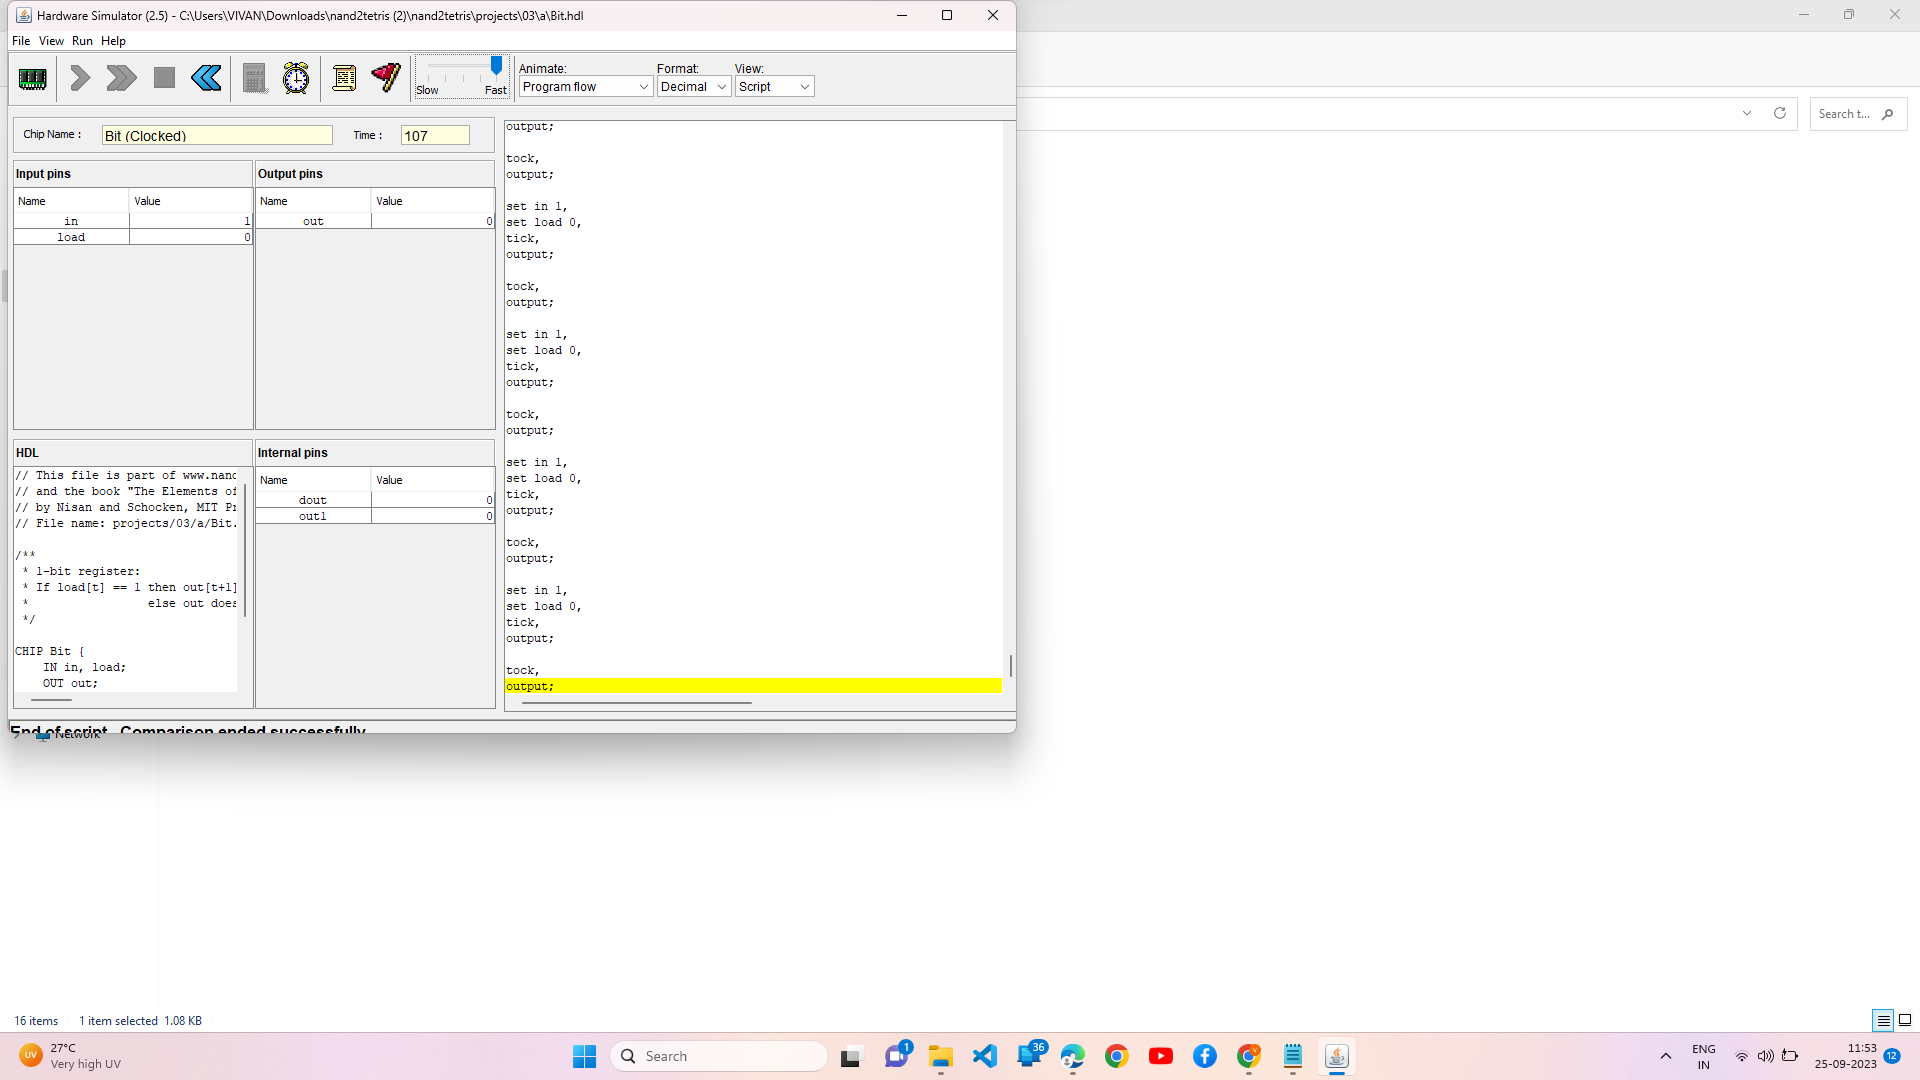 Hardware Simulator (2.5) - C:\Users\VIVAN\Downloads\nand2tetris (2)\nand2tetris\projects\03\a\Bit.hdl
File View Run Help
Slow Fast
Animate: Format: View:
Program flow Decimal Script
Search t...
Chip Name : Bit (Clocked) Time : 107
Input pins
Name Value
in 1
load 0
Output pins
Name Value
out 0
HDL
// This file is part of www.nand
// and the book "The Elements of
// by Nisan and Schocken, MIT Pr
// File name: projects/03/a/Bit.
/**
* 1-bit register:
* If load[t] == 1 then out[t+1]
* else out does
*/
CHIP Bit {
IN in, load;
OUT out;
Internal pins
Name Value
dout 0
out1 0
output;
tock,
output;
set in 1,
set load 0,
tick,
output;
tock,
output;
set in 1,
set load 0,
tick,
output;
tock,
output;
set in 1,
set load 0,
tick,
output;
tock,
output;
set in 1,
set load 0,
tick,
output;
tock,
output;
End of script - Comparison ended successfully
Network
16 items 1 item selected 1.08 KB
UV
27°C
Very high UV
Search
1
36
ENG
IN
11:53
25-09-2023
12